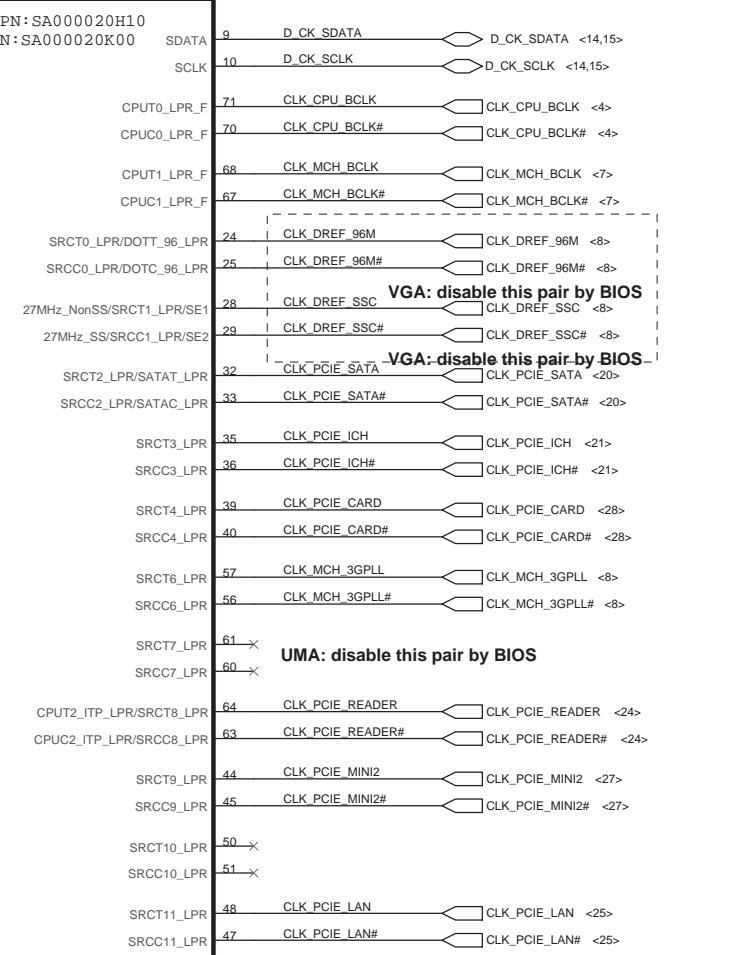 PN:SA000020H10
N:SA000020K00
SDATA 9 D_CK_SDATA D_CK_SDATA <14,15>
SCLK 10 D_CK_SCLK D_CK_SCLK <14,15>
CPUT0_LPR_F 71 CLK_CPU_BCLK CLK_CPU_BCLK <4>
CPUC0_LPR_F 70 CLK_CPU_BCLK# CLK_CPU_BCLK# <4>
CPUT1_LPR_F 68 CLK_MCH_BCLK CLK_MCH_BCLK <7>
CPUC1_LPR_F 67 CLK_MCH_BCLK# CLK_MCH_BCLK# <7>
SRCT0_LPR/DOTT_96_LPR 24 CLK_DREF_96M CLK_DREF_96M <8>
SRCC0_LPR/DOTC_96_LPR 25 CLK_DREF_96M# CLK_DREF_96M# <8>
VGA: disable this pair by BIOS
27MHz_NonSS/SRCT1_LPR/SE1 28 CLK_DREF_SSC CLK_DREF_SSC <8>
27MHz_SS/SRCC1_LPR/SE2 29 CLK_DREF_SSC# CLK_DREF_SSC# <8>
VGA: disable this pair by BIOS
SRCT2_LPR/SATAT_LPR 32 CLK_PCIE_SATA CLK_PCIE_SATA <20>
SRCC2_LPR/SATAC_LPR 33 CLK_PCIE_SATA# CLK_PCIE_SATA# <20>
SRCT3_LPR 35 CLK_PCIE_ICH CLK_PCIE_ICH <21>
SRCC3_LPR 36 CLK_PCIE_ICH# CLK_PCIE_ICH# <21>
SRCT4_LPR 39 CLK_PCIE_CARD CLK_PCIE_CARD <28>
SRCC4_LPR 40 CLK_PCIE_CARD# CLK_PCIE_CARD# <28>
SRCT6_LPR 57 CLK_MCH_3GPLL CLK_MCH_3GPLL <8>
SRCC6_LPR 56 CLK_MCH_3GPLL# CLK_MCH_3GPLL# <8>
SRCT7_LPR 61
UMA: disable this pair by BIOS
SRCC7_LPR 60
CPUT2_ITP_LPR/SRCT8_LPR 64 CLK_PCIE_READER CLK_PCIE_READER <24>
CPUC2_ITP_LPR/SRCC8_LPR 63 CLK_PCIE_READER# CLK_PCIE_READER# <24>
SRCT9_LPR 44 CLK_PCIE_MINI2 CLK_PCIE_MINI2 <27>
SRCC9_LPR 45 CLK_PCIE_MINI2# CLK_PCIE_MINI2# <27>
SRCT10_LPR 50
SRCC10_LPR 51
SRCT11_LPR 48 CLK_PCIE_LAN CLK_PCIE_LAN <25>
SRCC11_LPR 47 CLK_PCIE_LAN# CLK_PCIE_LAN# <25>